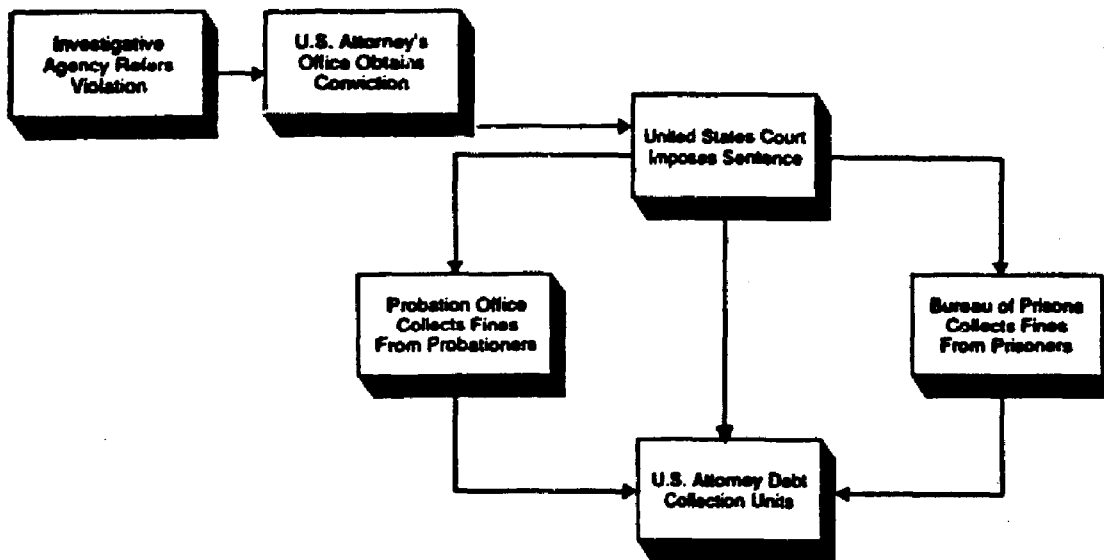 Investigative
Agency Refers
Violation
U.S. Attorney's
Office Obtains
Conviction
United States Court
Imposes Sentence
Probation Office
Collects Fines
From Probationers
Bureau of Prisons
Collects Fines
From Prisoners
U.S. Attorney Debt
Collection Units